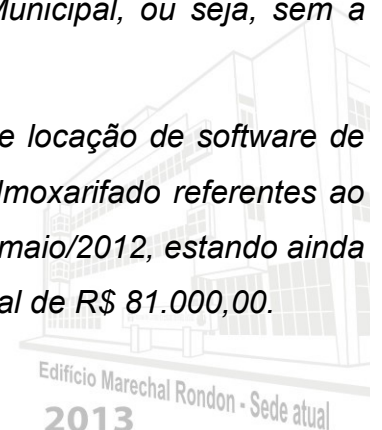 Municipal, ou seja, sem a
e locação de software de
lmoxarifado referentes ao
maio/2012, estando ainda
al de R$ 81.000,00.
Edifício Marechal Rondon - Sede atual
2013